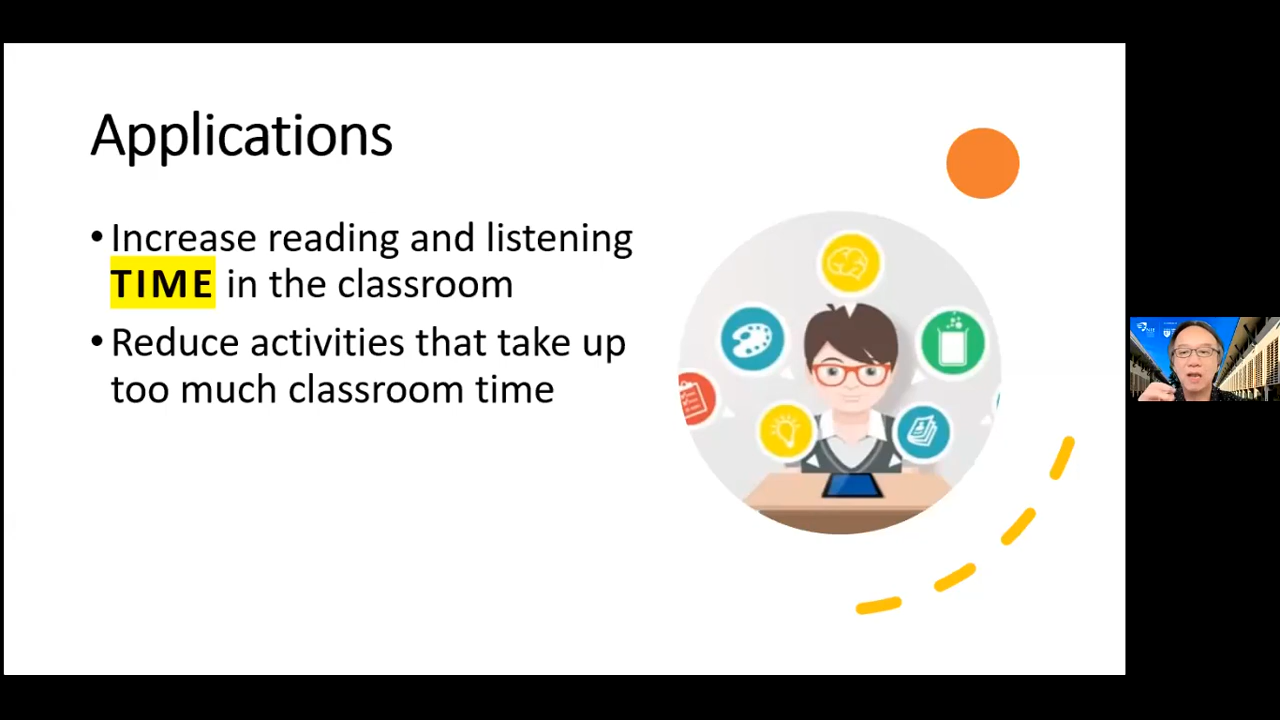 Applications
• Increase reading and listening
TIME in the classroom
• Reduce activities that take up
too much classroom time